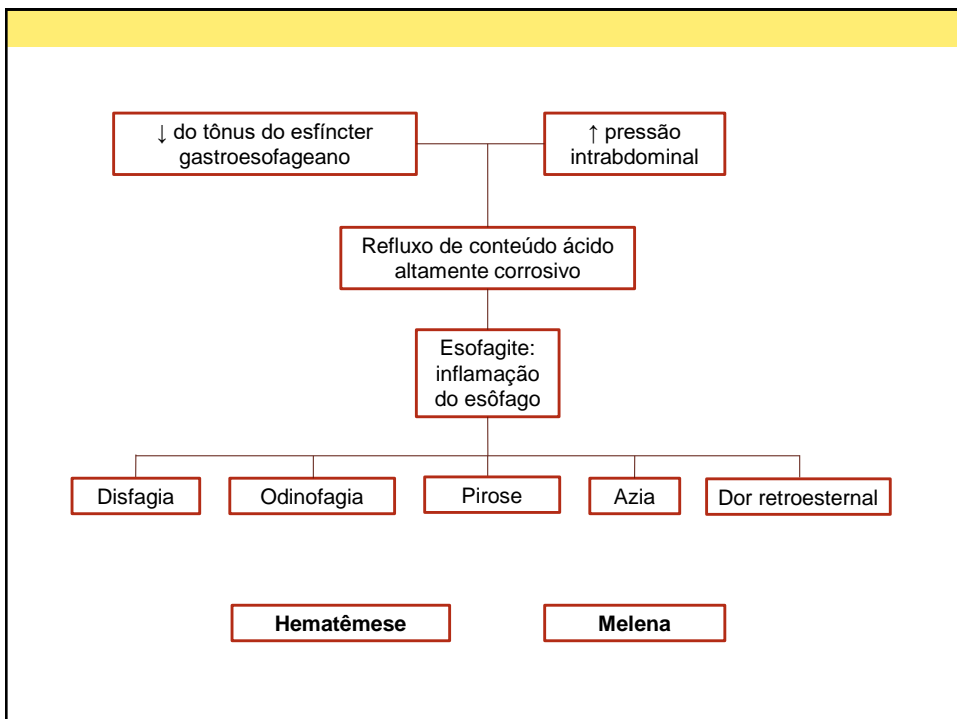 ↓ do tônus do esfíncter
gastroesofageano
↑ pressão
intrabdominal
Refluxo de conteúdo ácido
altamente corrosivo
Esofagite:
inflamação
do esôfago
Disfagia
Odinofagia
Pirose
Azia
Dor retroesternal
Hematêmese
Melena